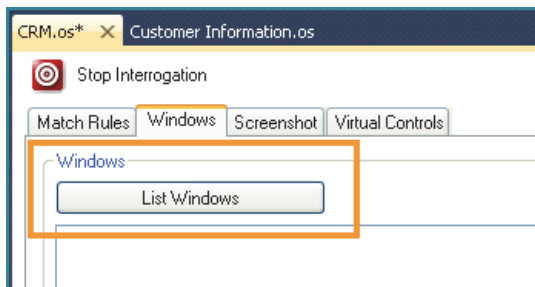 CRM.os* Customer Information.os
Stop Interrogation
Match Rules Windows Screenshot Virtual Controls
Windows
List Windows